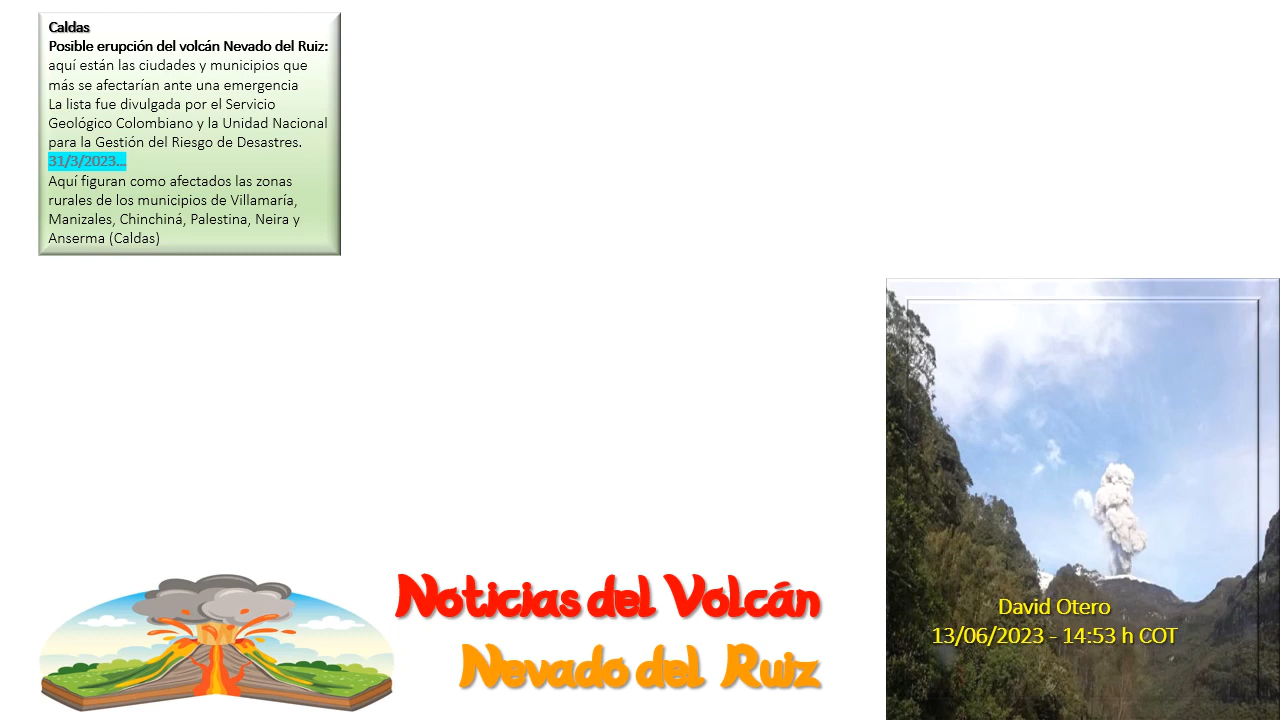 Caldas
Posible erupción del volcán Nevado del Ruiz:
aquí están las ciudades y municipios que
más se afectarían ante una emergencia
La lista fue divulgada por el Servicio
Geológico Colombiano y la Unidad Nacional
para la Gestión del Riesgo de Desastres.
31/3/2023...
Aquí figuran como afectados las zonas
rurales de los municipios de Villamaría,
Manizales, Chinchiná, Palestina, Neira y
Anserma (Caldas)
Noticias del Volcán
Nevado del Ruiz
David Otero
13/06/2023 - 14:53 h COT